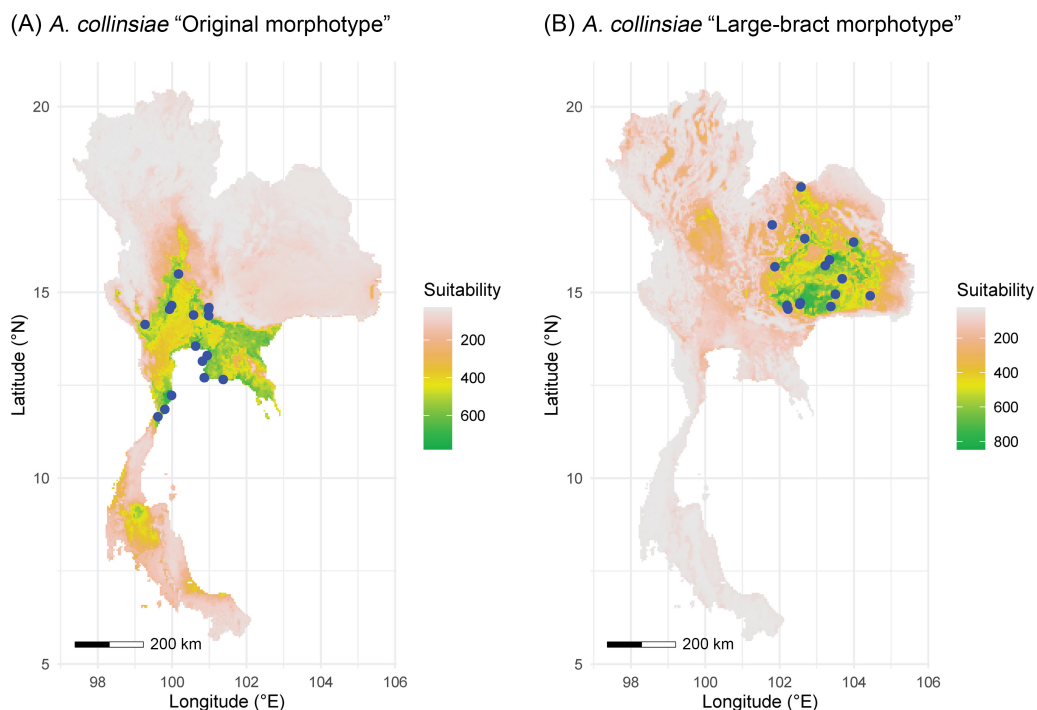 (A) A. collinsiae “Original morphotype”
(B) A. collinsiae “Large-bract morphotype”
20
15
10
5
Latitude (°N)
98
100
102
104
106
Longitude (°E)
200 km
Suitability
200
400
600
20
15
10
5
Latitude (°N)
98
100
102
104
106
Longitude (°E)
200 km
Suitability
200
400
600
800